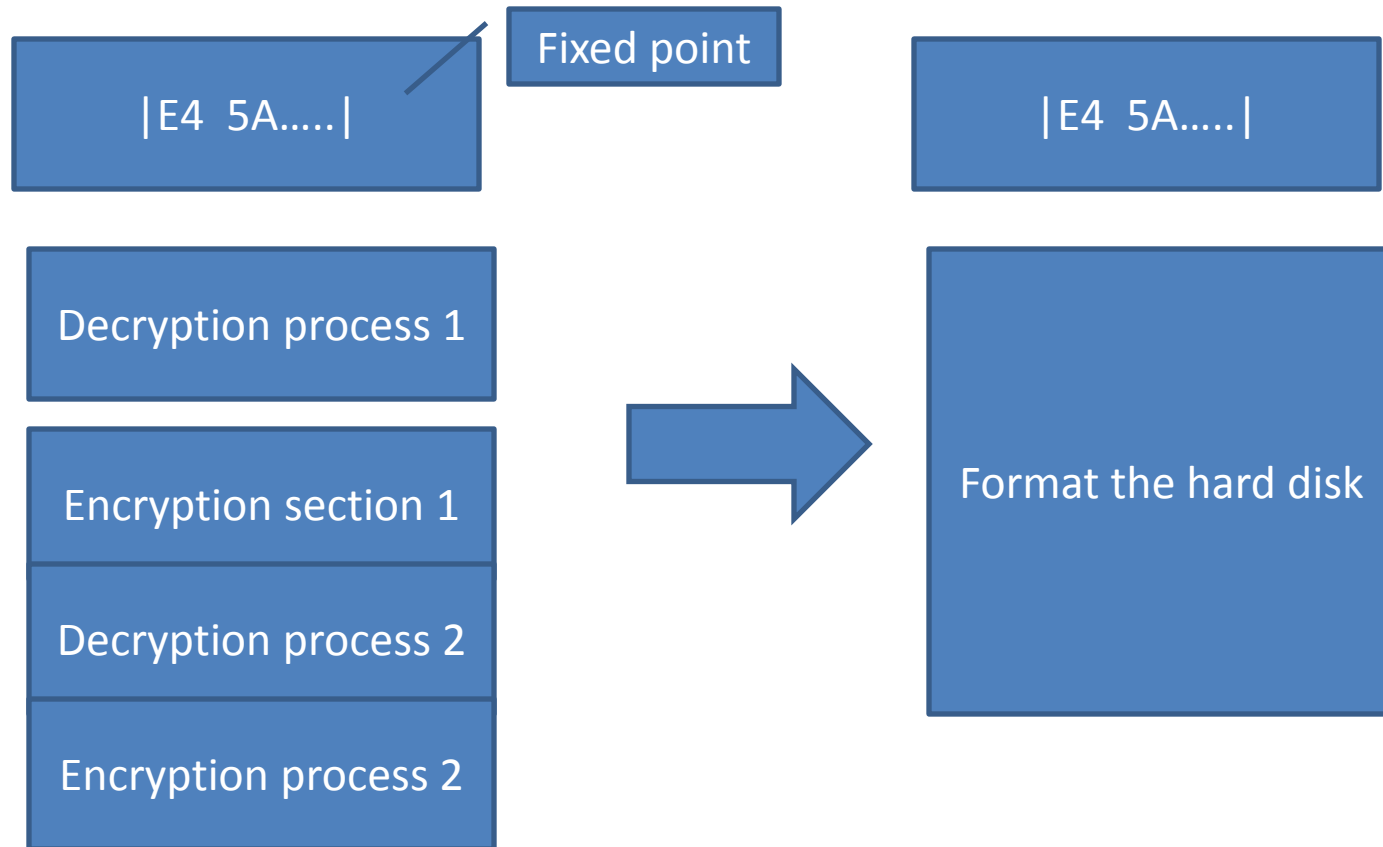 Fixed point
|E4 5A.....|
|E4 5A.....|
Decryption process 1
Encryption section 1
Decryption process 2
Encryption process 2
Format the hard disk